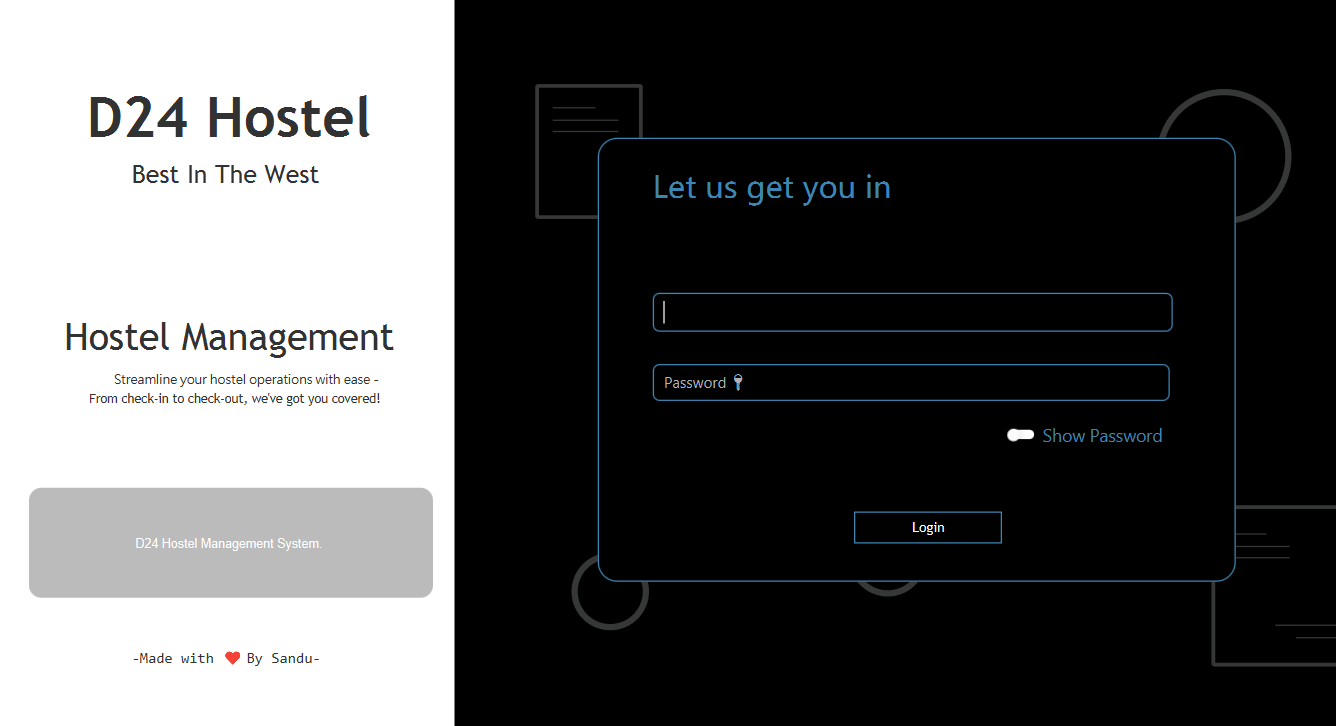 D24 Hostel
Best In The West
Hostel Management
Streamline your hostel operations with ease -
From check-in to check-out, we've got you covered!
D24 Hostel Management System.
-Made with ❤ By Sandu-
Let us get you in
Password
Show Password
Login